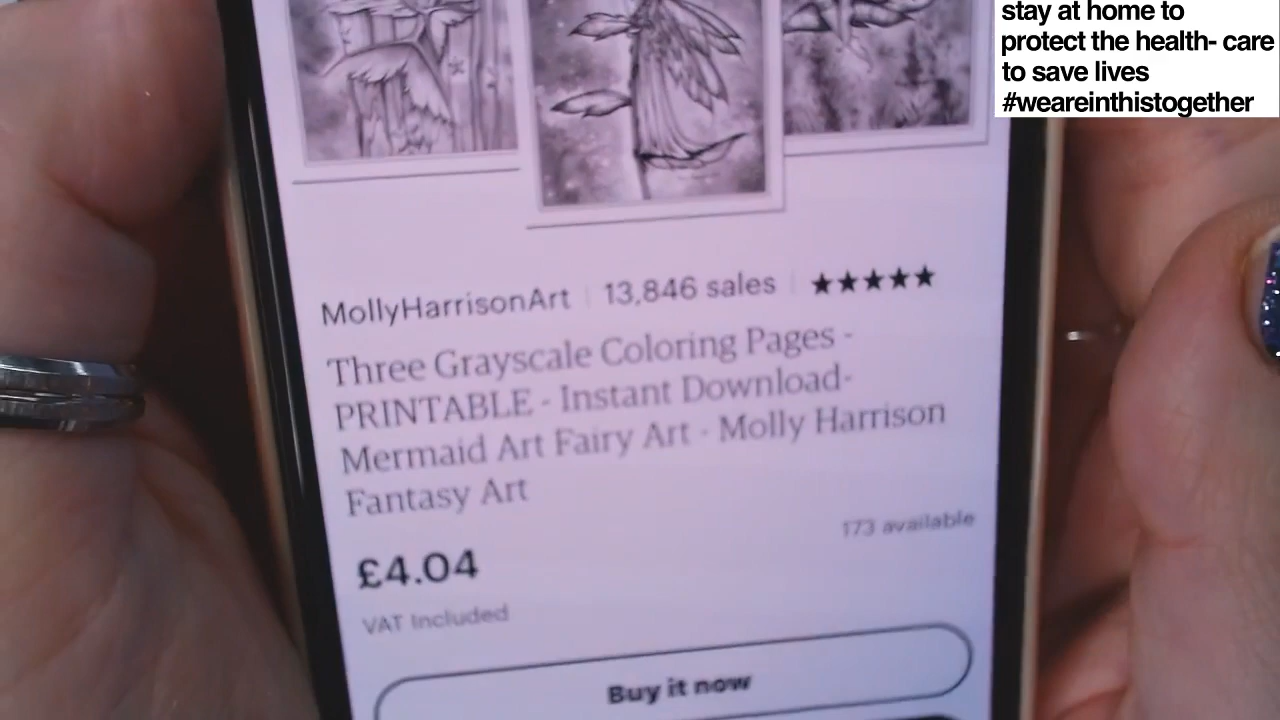 stay at home to
protect the health- care
to save lives
#weareinthistogether
MollyHarrisonArt | 13,846 sales | ★★★★★
Three Grayscale Coloring Pages -
PRINTABLE - Instant Download-
Mermaid Art Fairy Art - Molly Harrison
Fantasy Art
173 available
£4.04
VAT Included
Buy it now